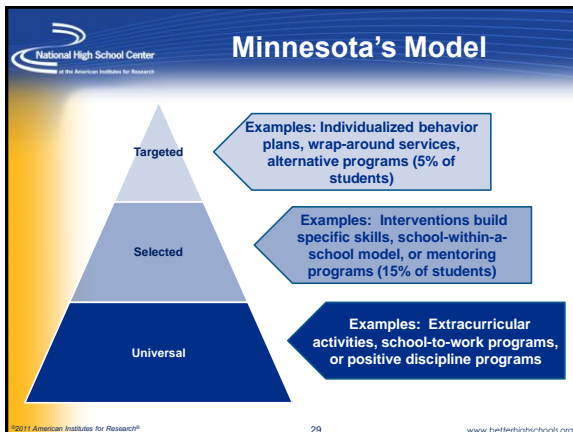 National High School Center
at the American Institutes for Research
Minnesota's Model
Targeted
Examples: Individualized behavior
plans, wrap-around services,
alternative programs (5% of
students)
Selected
Examples:  Interventions build
specific skills, school-within-a-
school model, or mentoring
programs (15% of students)
Universal
Examples:  Extracurricular
activities, school-to-work programs,
or positive discipline programs
©2011 American Institutes for Research®
29
www.betterhighschools.org